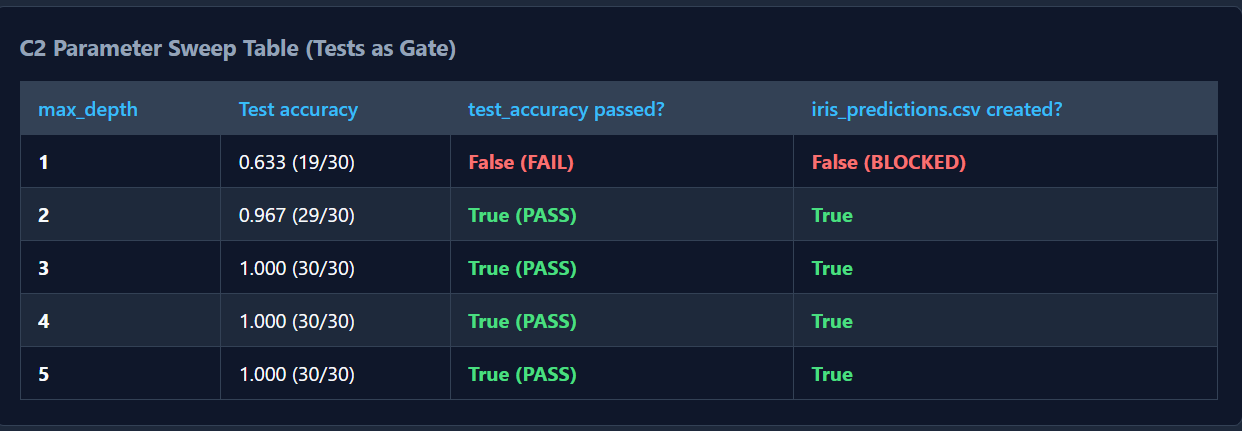 C2 Parameter Sweep Table (Tests as Gate)
max_depth Test accuracy test_accuracy passed? iris_predictions.csv created?
1 0.633 (19/30) False (FAIL) False (BLOCKED)
2 0.967 (29/30) True (PASS) True
3 1.000 (30/30) True (PASS) True
4 1.000 (30/30) True (PASS) True
5 1.000 (30/30) True (PASS) True